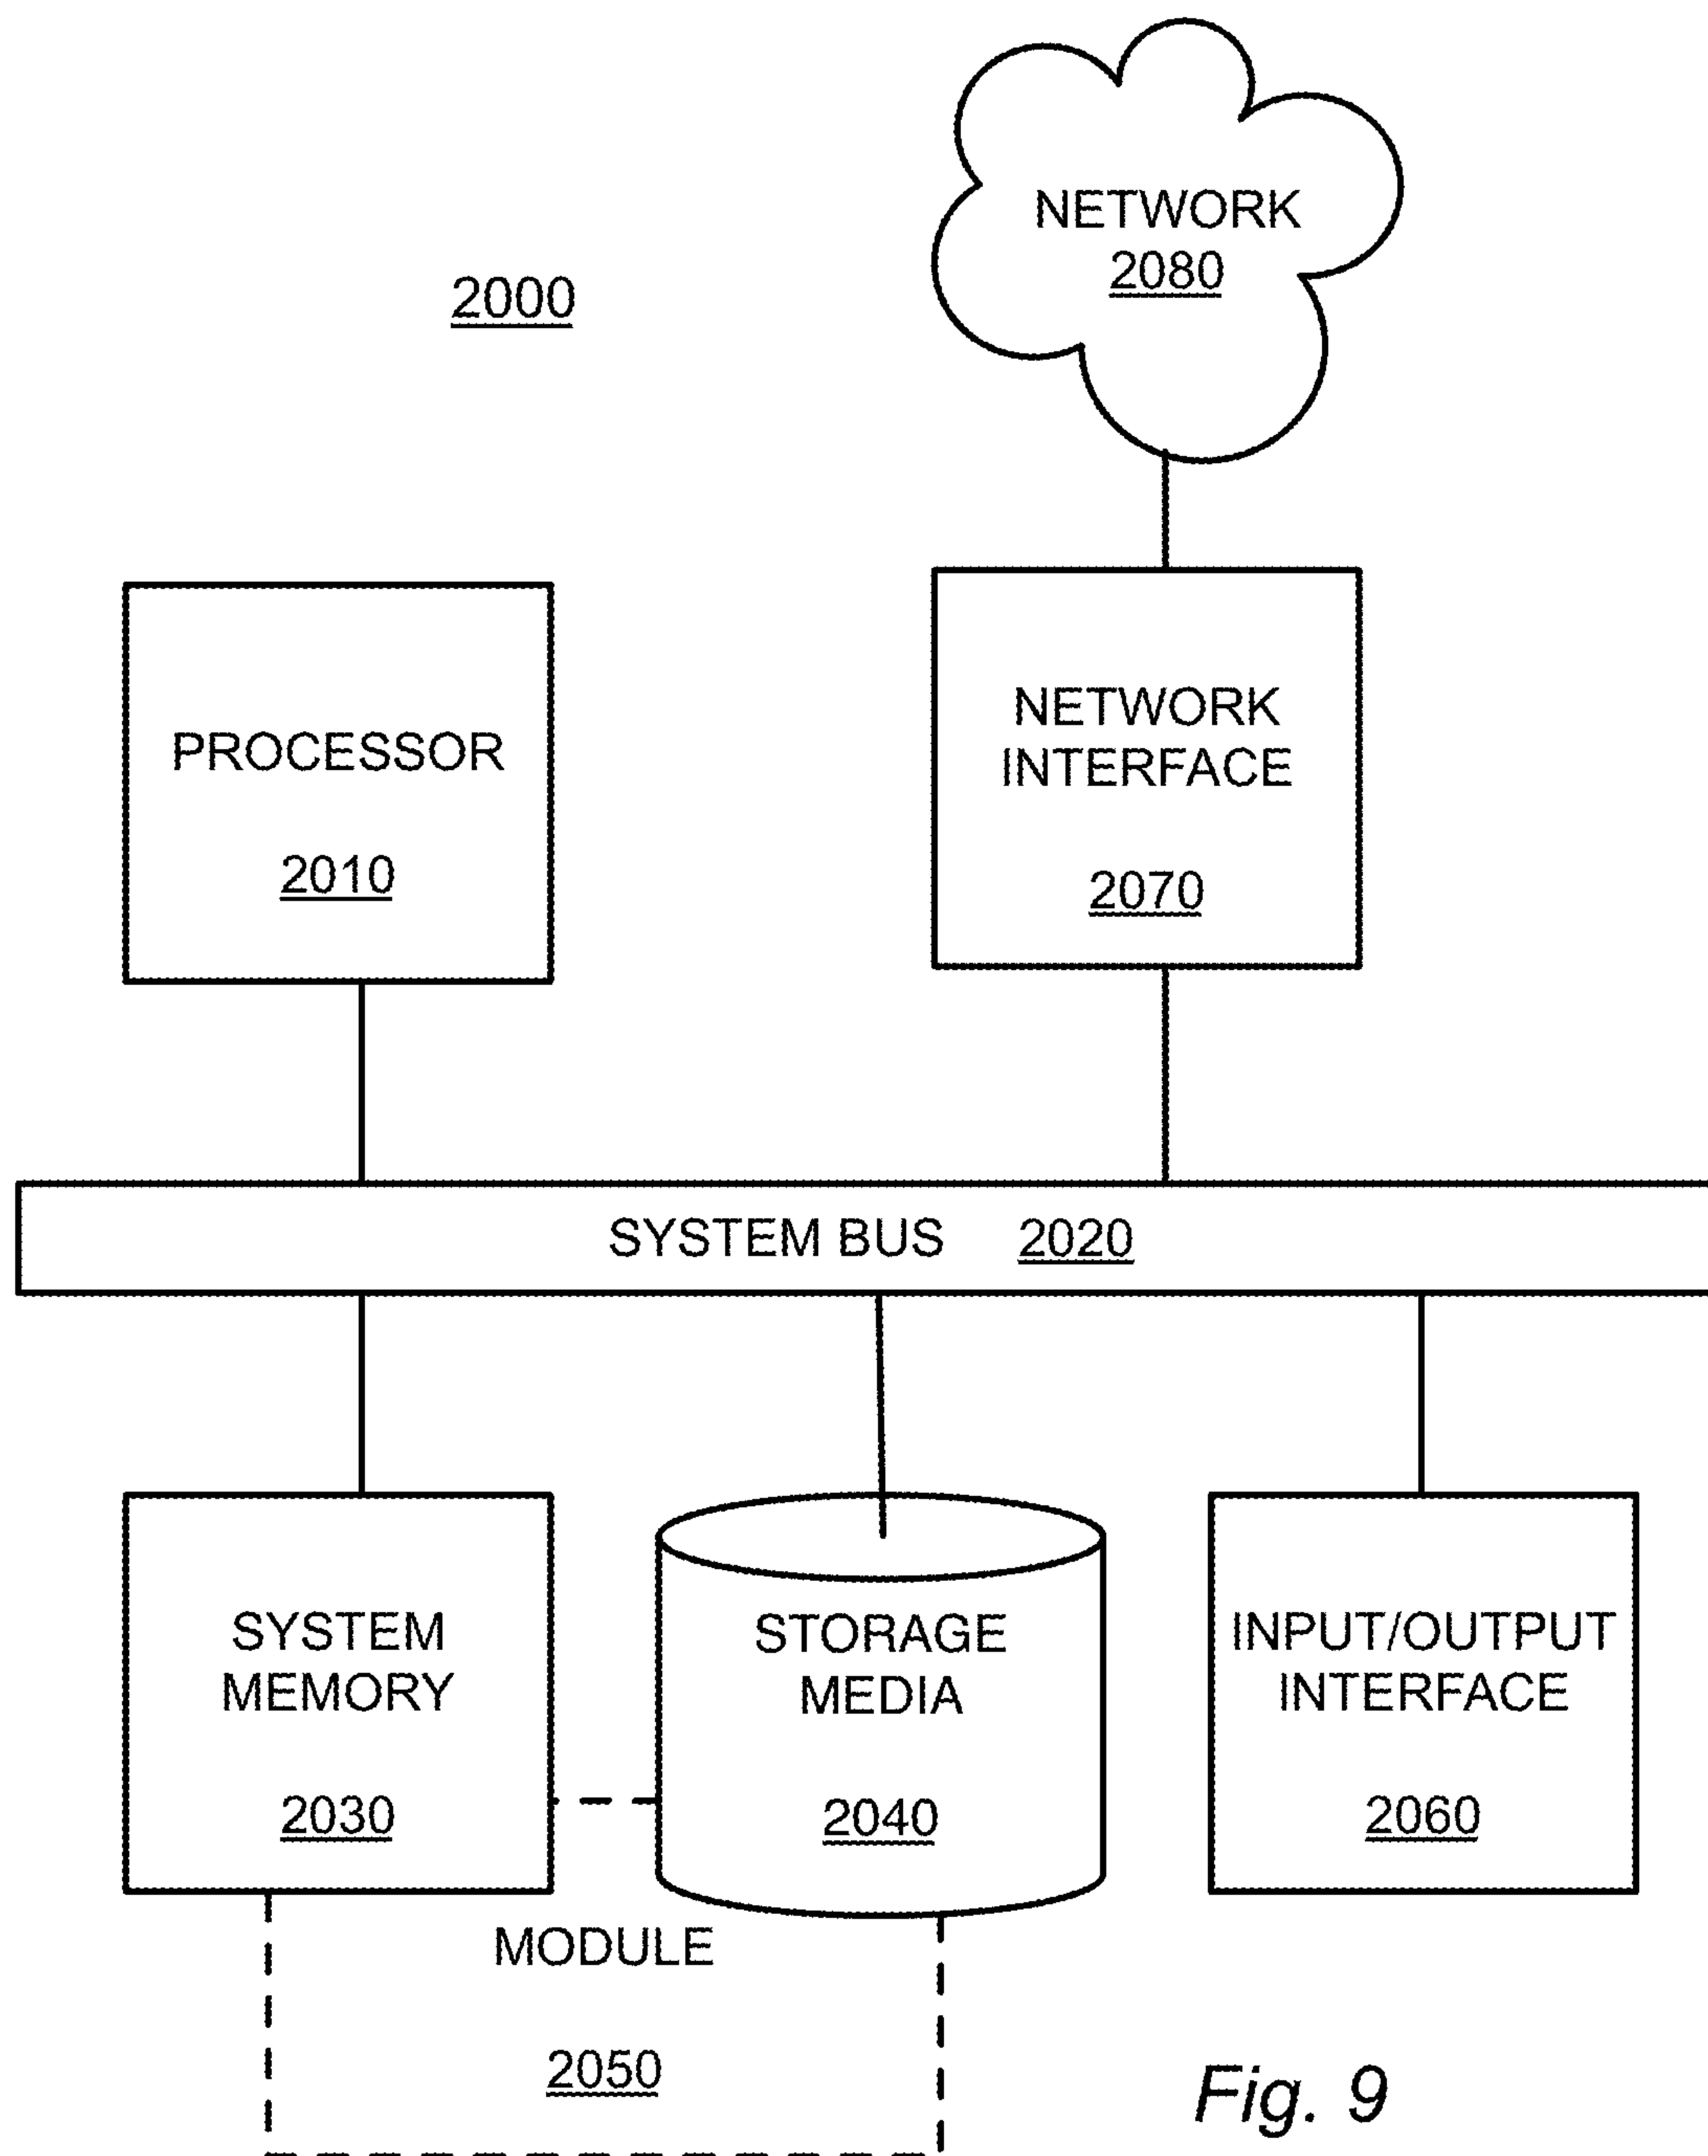 NETWORK
2080
2000
PROCESSOR
2010
NETWORK
INTERFACE
2070
SYSTEM BUS 2020
SYSTEM
MEMORY
2030
STORAGE
MEDIA
2040
INPUT/OUTPUT
INTERFACE
2060
MODULE
2050
Fig. 9